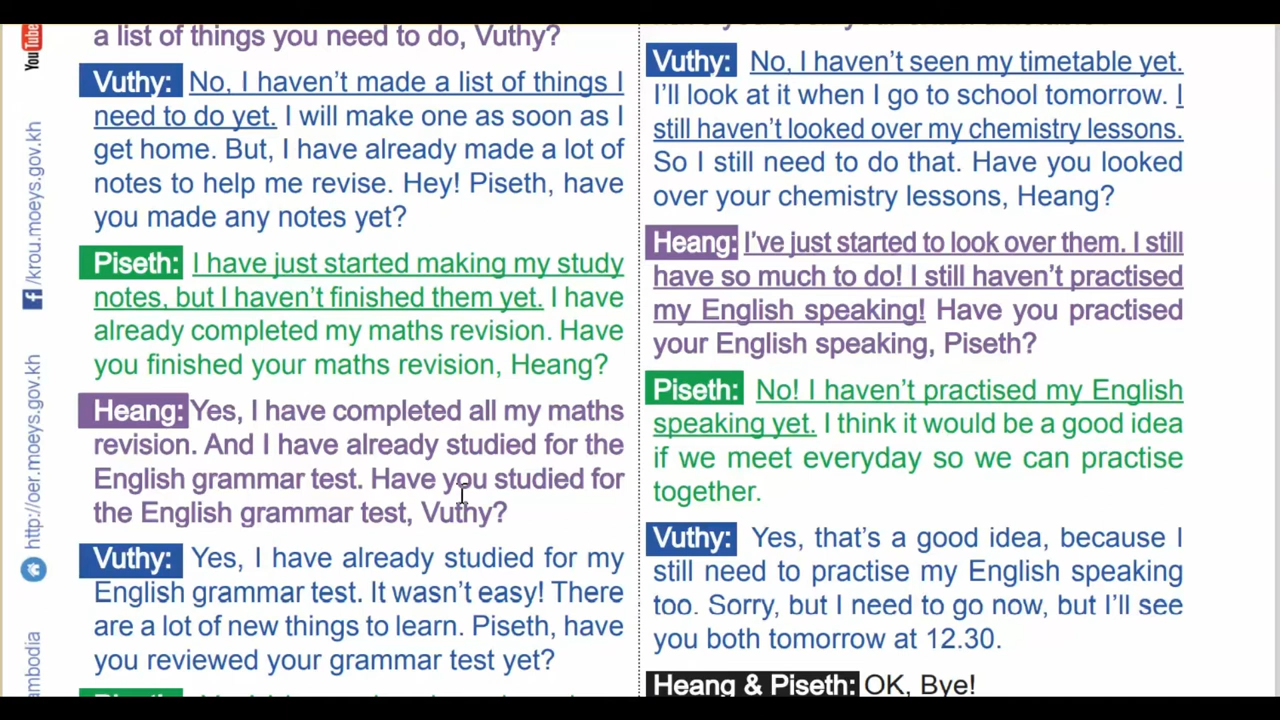 YouTube
/krou.moeys.gov.kh
http://oer.moeys.gov.kh
ambodia
a list of things you need to do, Vuthy?
Vuthy: No, I haven't made a list of things I
need to do yet. I will make one as soon as I
get home. But, I have already made a lot of
notes to help me revise. Hey! Piseth, have
you made any notes yet?
Piseth: I have just started making my study
notes, but I haven't finished them yet. I have
already completed my maths revision. Have
you finished your maths revision, Heang?
Heang: Yes, I have completed all my maths
revision. And I have already studied for the
English grammar test. Have you studied for
the English grammar test, Vuthy?
Vuthy: Yes, I have already studied for my
English grammar test. It wasn't easy! There
are a lot of new things to learn. Piseth, have
you reviewed your grammar test yet?
Piseth:
Vuthy: No, I haven't seen my timetable yet.
I'll look at it when I go to school tomorrow. I
still haven't looked over my chemistry lessons.
So I still need to do that. Have you looked
over your chemistry lessons, Heang?
Heang: I've just started to look over them. I still
have so much to do! I still haven't practised
my English speaking! Have you practised
your English speaking, Piseth?
Piseth: No! I haven't practised my English
speaking yet. I think it would be a good idea
if we meet everyday so we can practise
together.
Vuthy: Yes, that's a good idea, because I
still need to practise my English speaking
too. Sorry, but I need to go now, but I'll see
you both tomorrow at 12.30.
Heang & Piseth: OK, Bye!